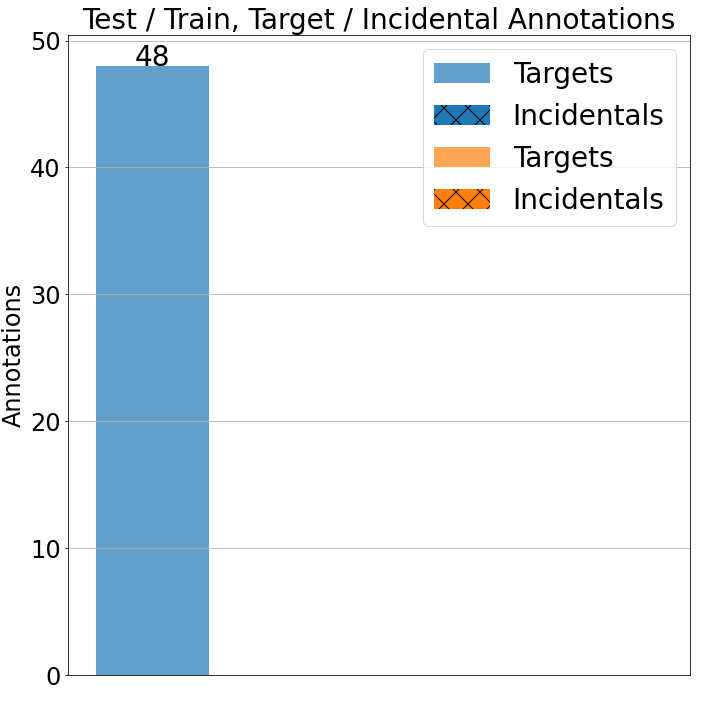 Test / Train, Target / Incidental Annotations
50
48
40
30
20
10
0
Annotations
Targets
Incidentals
Targets
Incidentals